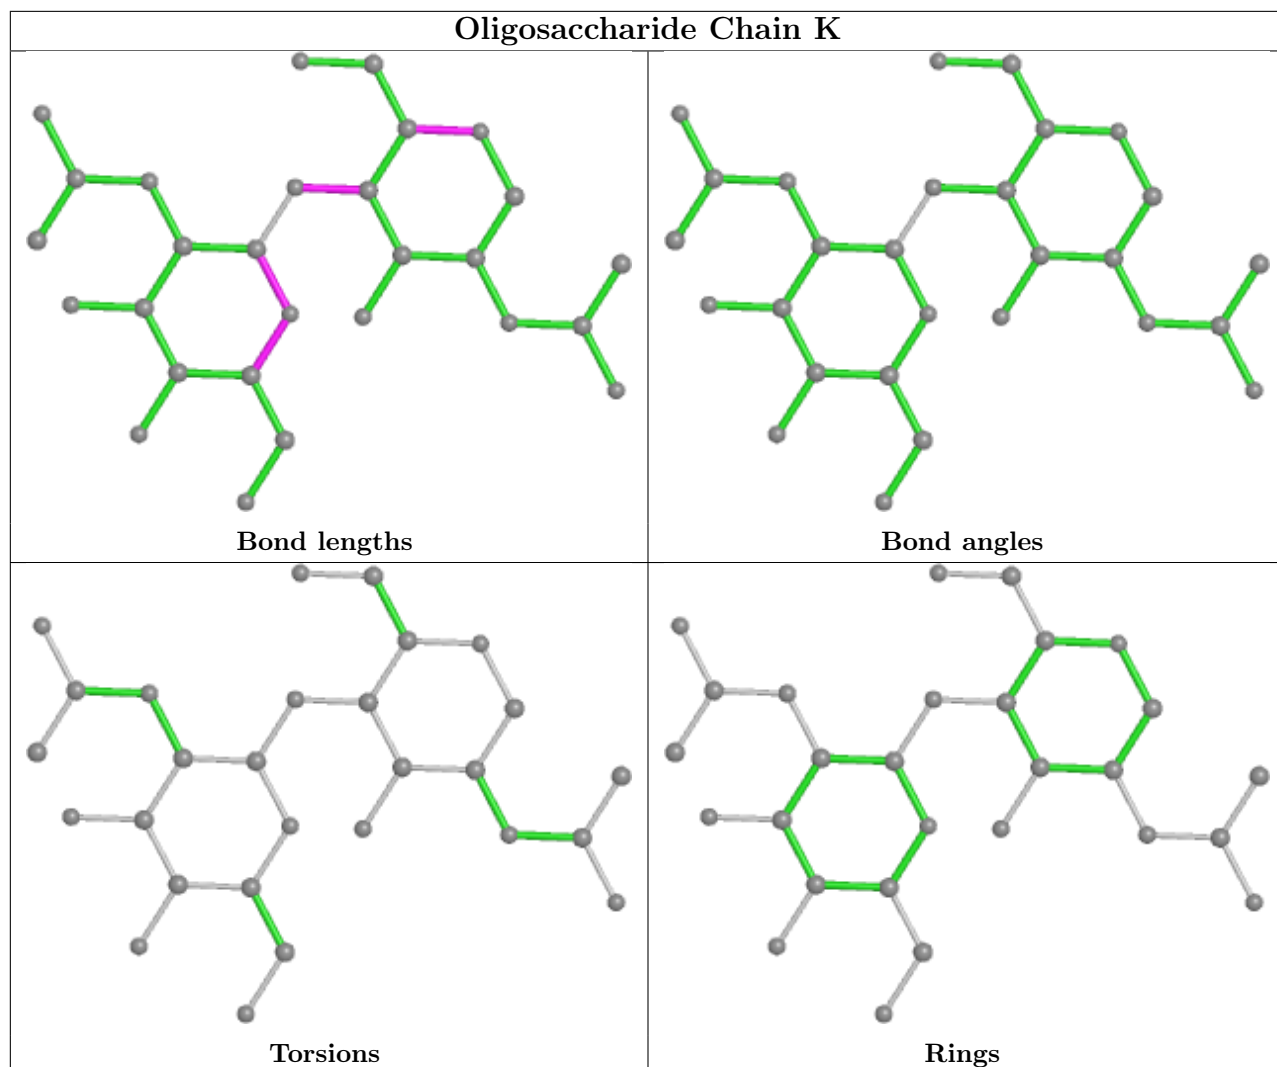 Oligosaccharide Chain K
Bond lengths
Bond angles
Torsions
Rings